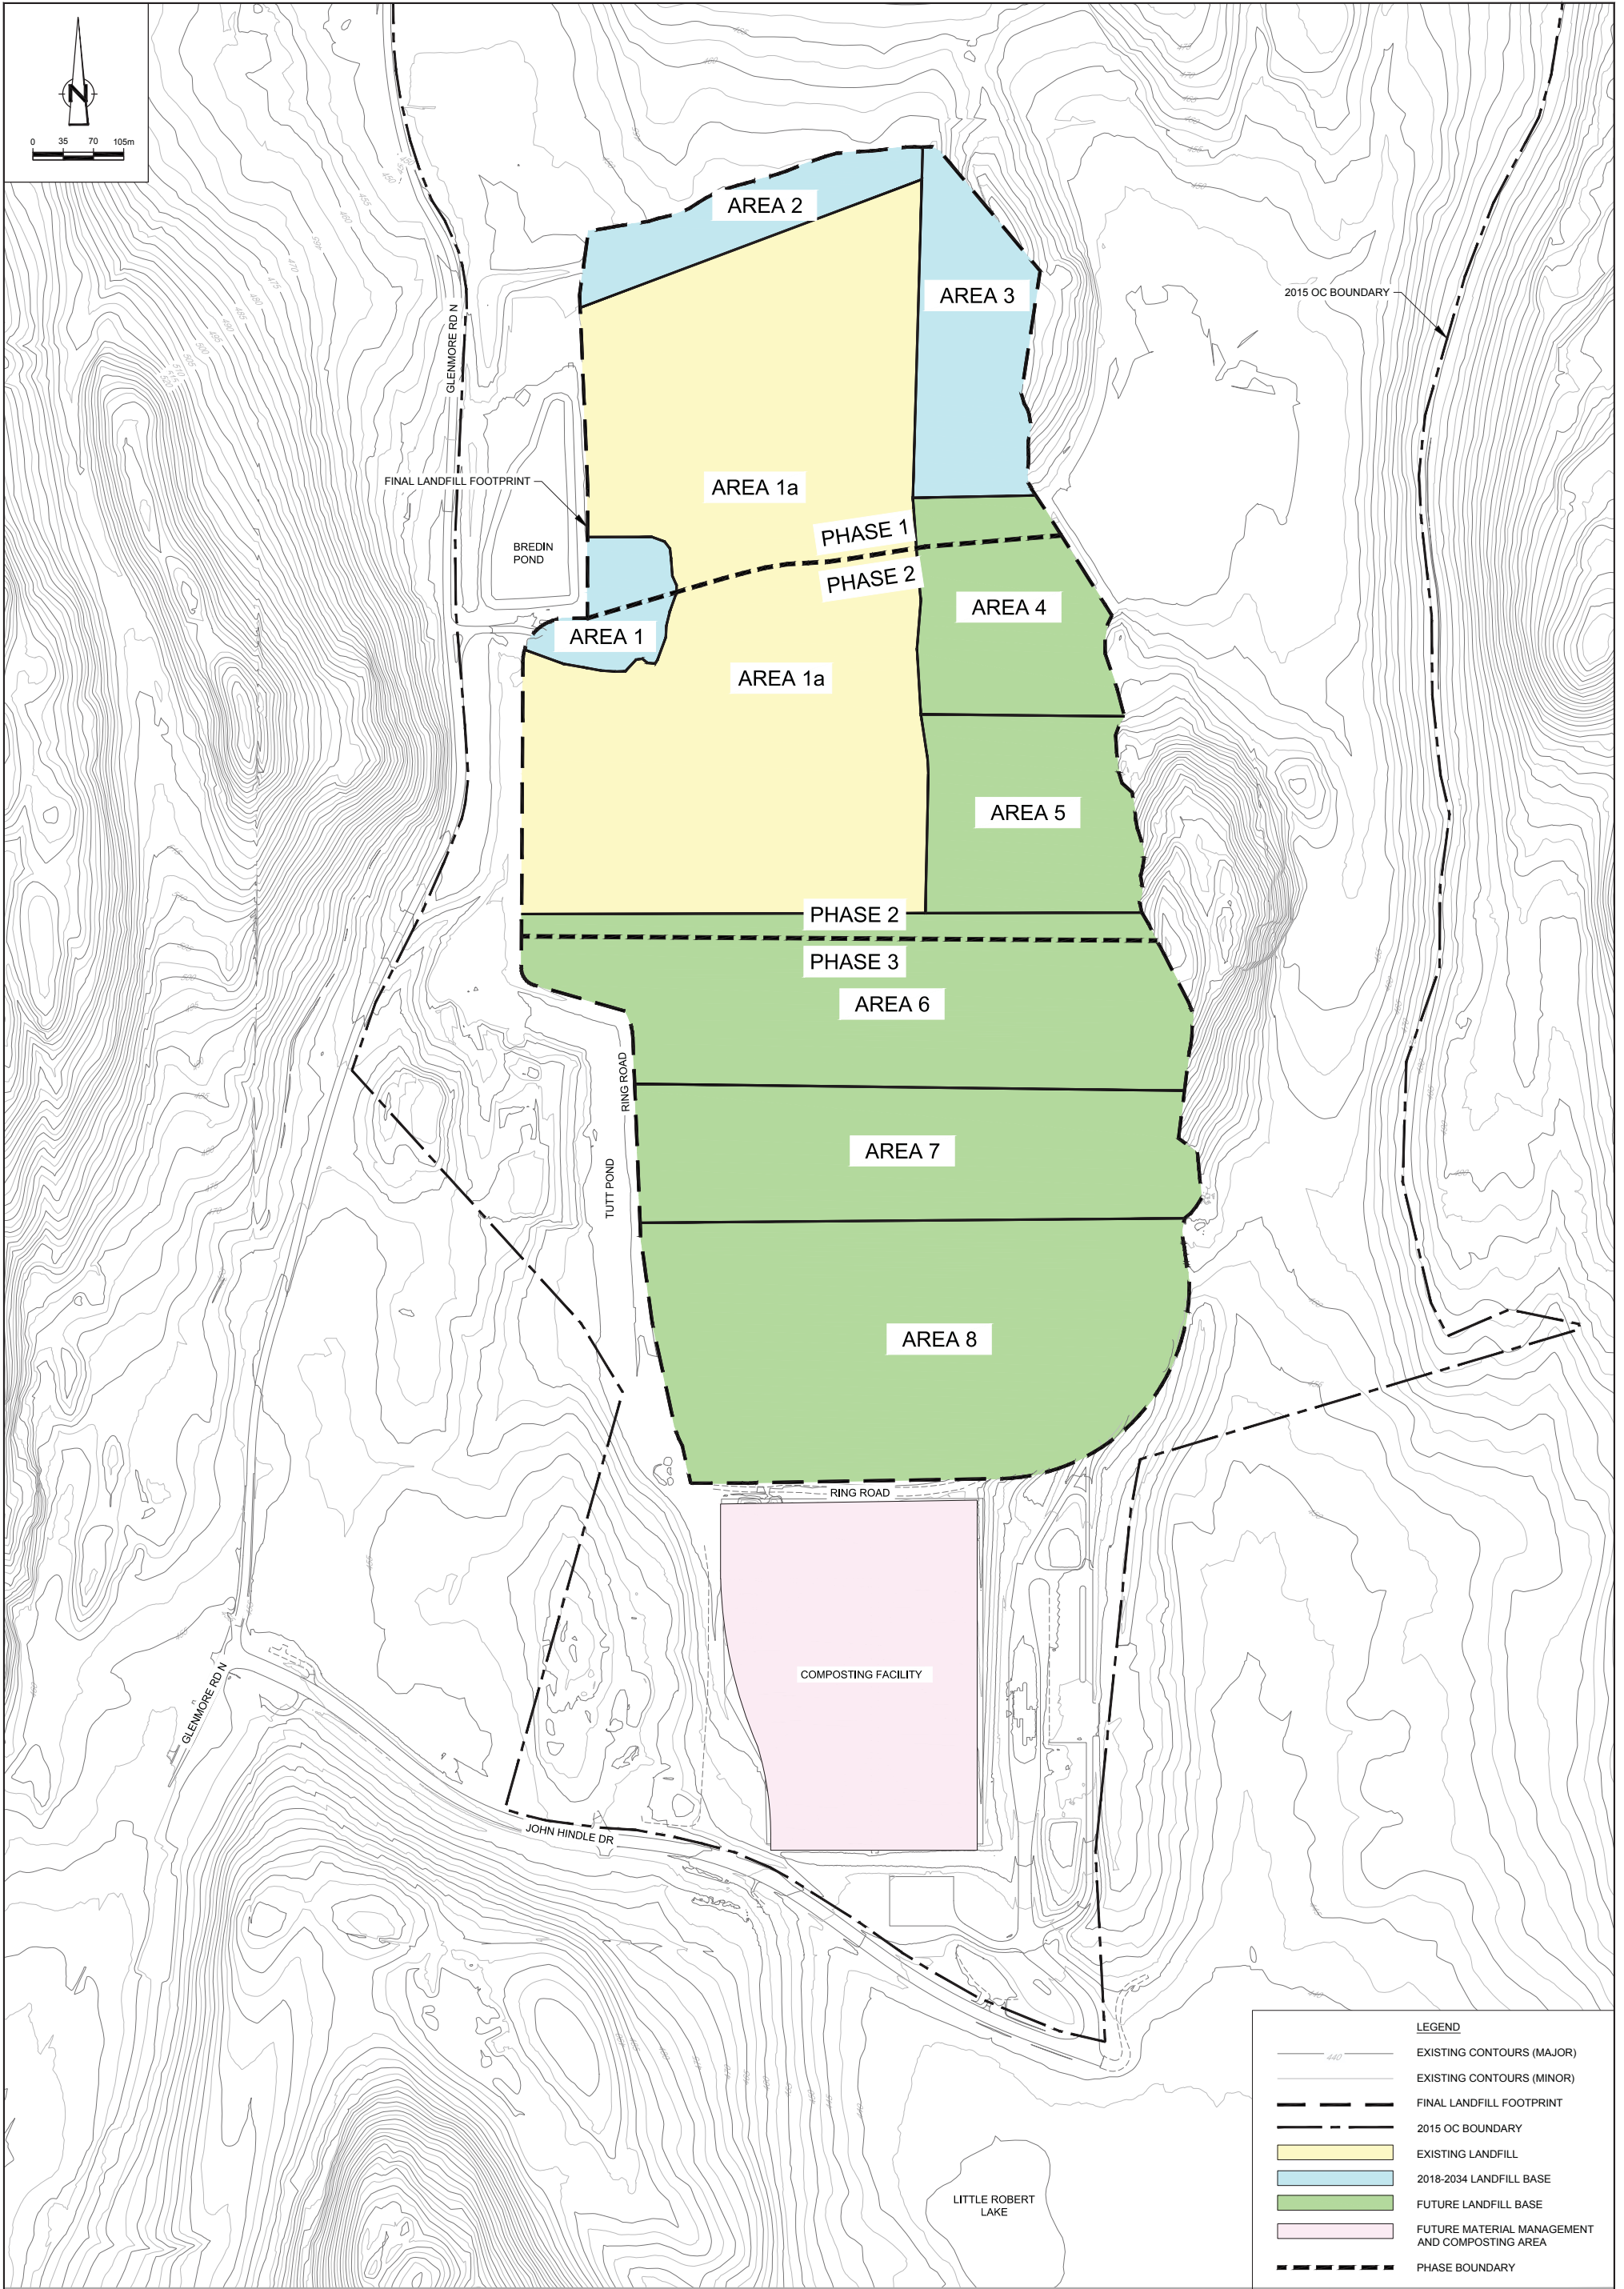 N
0 35 70 105m
AREA 2
AREA 3
2015 OC BOUNDARY
GLENMORE RD N
FINAL LANDFILL FOOTPRINT
AREA 1a
PHASE 1
BREDIN
POND
PHASE 2
AREA 4
AREA 1
AREA 1a
AREA 5
PHASE 2
PHASE 3
AREA 6
RING ROAD
AREA 7
TUTT POND
AREA 8
RING ROAD
COMPOSTING FACILITY
GLENMORE RD N
JOHN HINDLE DR
LITTLE ROBERT
LAKE
LEGEND
440 EXISTING CONTOURS (MAJOR)
EXISTING CONTOURS (MINOR)
FINAL LANDFILL FOOTPRINT
2015 OC BOUNDARY
EXISTING LANDFILL
2018-2034 LANDFILL BASE
FUTURE LANDFILL BASE
FUTURE MATERIAL MANAGEMENT
AND COMPOSTING AREA
PHASE BOUNDARY